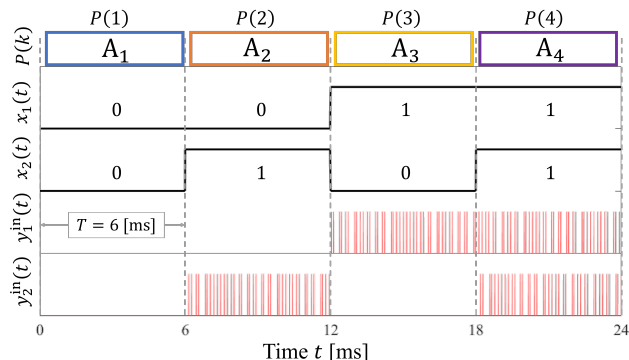 P(1) P(2) P(3) P(4)
P(k) A₁ A₂ A₃ A₄
x₁(t) 0 0 1 1
x₂(t) 0 1 0 1
y₁ⁱⁿ(t) T = 6 [ms]
y₂ⁱⁿ(t)
0 6 12 18 24
Time t [ms]